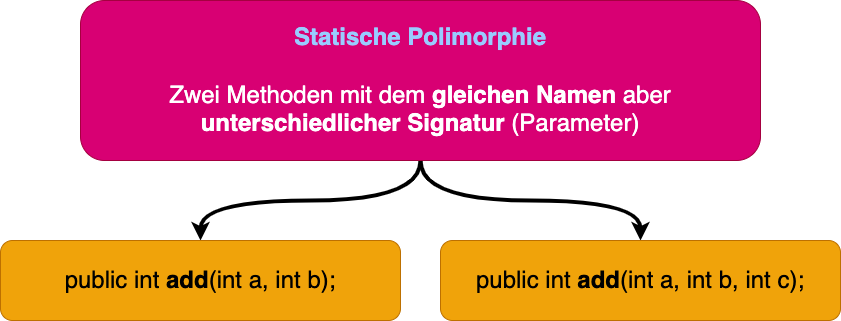 Statische Polimorphie
Zwei Methoden mit dem gleichen Namen aber
unterschiedlicher Signatur (Parameter)
public int add(int a, int b);
public int add(int a, int b, int c);